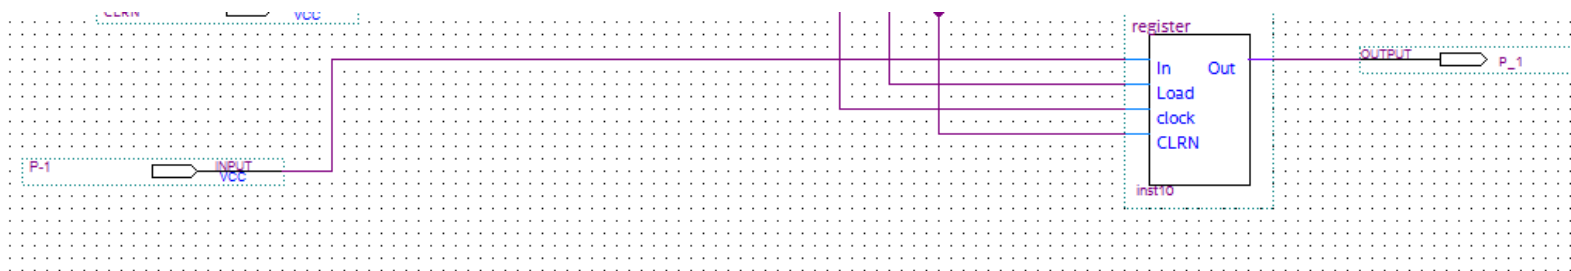 CLRN
VCC
register
OUTPUT
P_1
In
Out
Load
clock
CLRN
P-1
INPUT
VCC
inst10